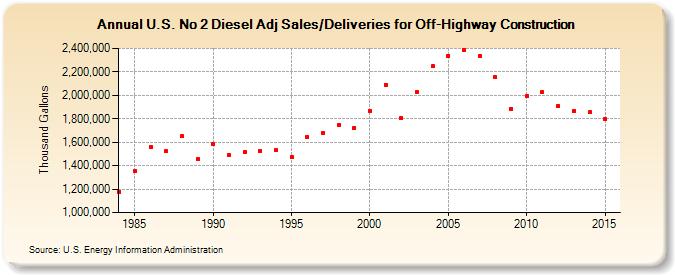 Annual U.S. No 2 Diesel Adj Sales/Deliveries for Off-Highway Construction
Thousand Gallons
2,400,000
2,200,000
2,000,000
1,800,000
1,600,000
1,400,000
1,200,000
1,000,000
1985 1990 1995 2000 2005 2010 2015
Source: U.S. Energy Information Administration